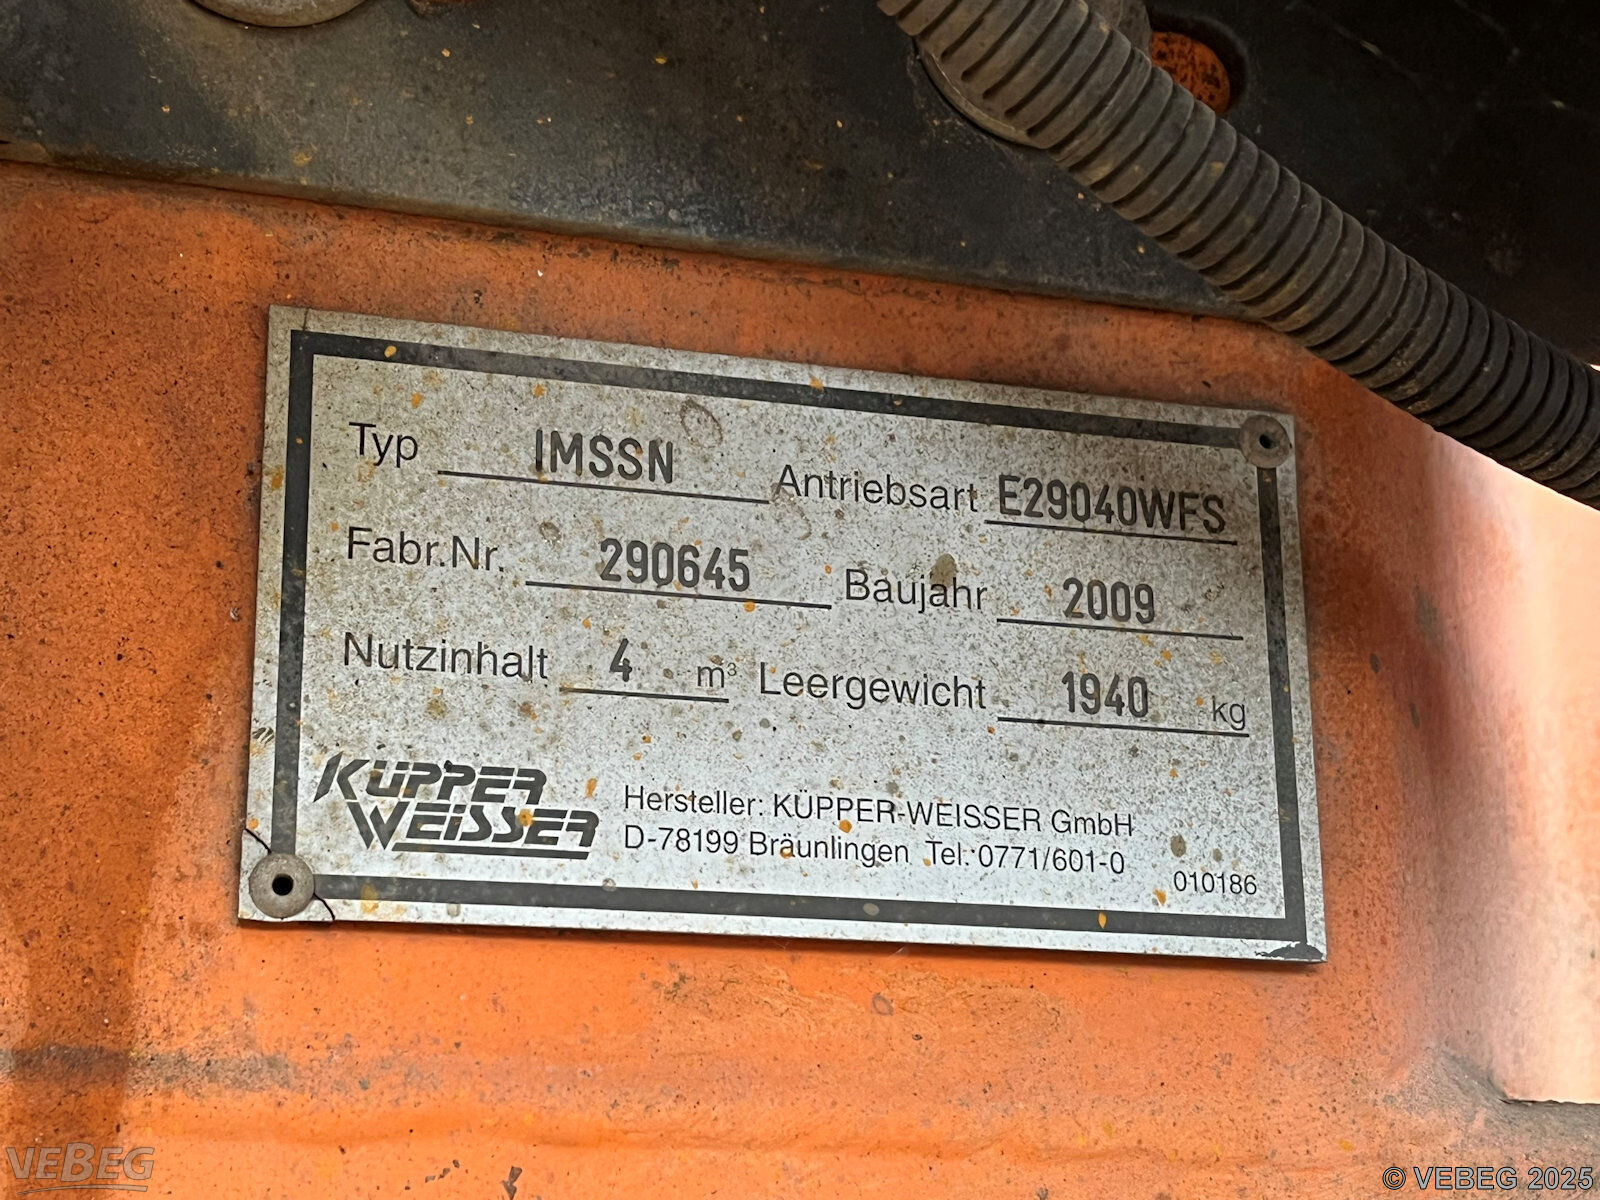 Typ IMSSN Antriebsart E29040WFS
Fabr.Nr. 290645 Baujahr 2009
Nutzinhalt 4 m³ Leergewicht 1940 kg
KÜPPER
WEISSER
Hersteller: KÜPPER-WEISSER GmbH
D-78199 Bräunlingen Tel. 0771/601-0
010186
VEBEG
© VEBEG 2025